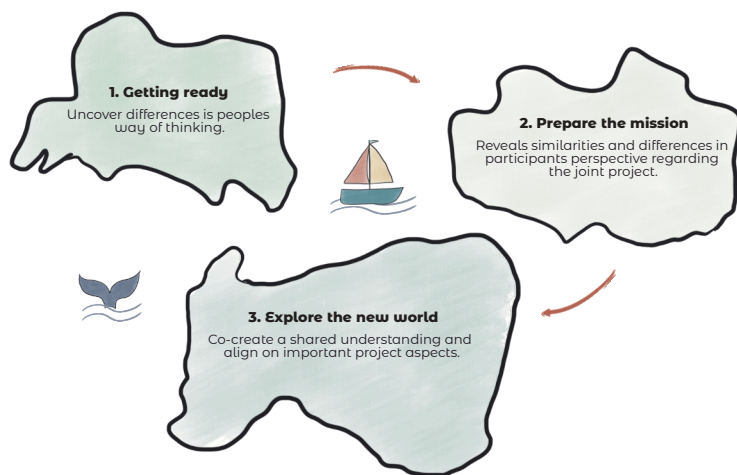 1. Getting ready
Uncover differences is peoples
way of thinking.
2. Prepare the mission
Reveals similarities and differences in
participants perspective regarding
the joint project.
3. Explore the new world
Co-create a shared understanding and
align on important project aspects.